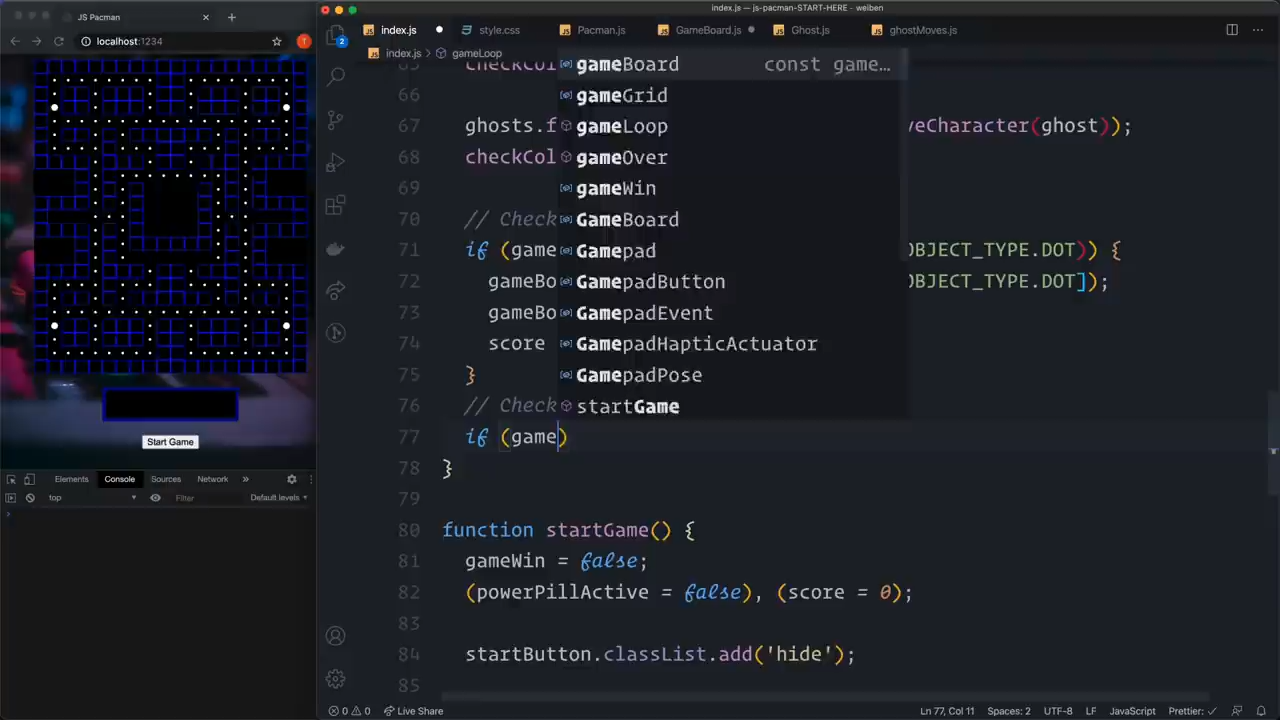 index.js — js-pacman-START-HERE - weiben
JS Pacman
localhost:1234
T
index.js
style.css
Pacman.js
GameBoard.js
Ghost.js
ghostMoves.js
index.js > gameLoop
gameBoard const game…
66
gameGrid
67 ghosts.f gameLoop veCharacter(ghost));
68 checkCol gameOver
69 gameWin
70 // Check GameBoard
71 if (game Gamepad OBJECT_TYPE.DOT)) {
72 gameBo GamepadButton OBJECT_TYPE.DOT]);
73 gameBo GamepadEvent
74 score GamepadHapticActuator
75 } GamepadPose
76 // Check startGame
77 if (game)
78 }
79
80 function startGame() {
81 gameWin = false;
82 (powerPillActive = false), (score = 0);
83
84 startButton.classList.add('hide');
85
2
Start Game
Elements Console Sources Network » 
top Filter Default levels
0 0 Live Share Ln 77, Col 11 Spaces: 2 UTF-8 LF JavaScript Prettier: ✓